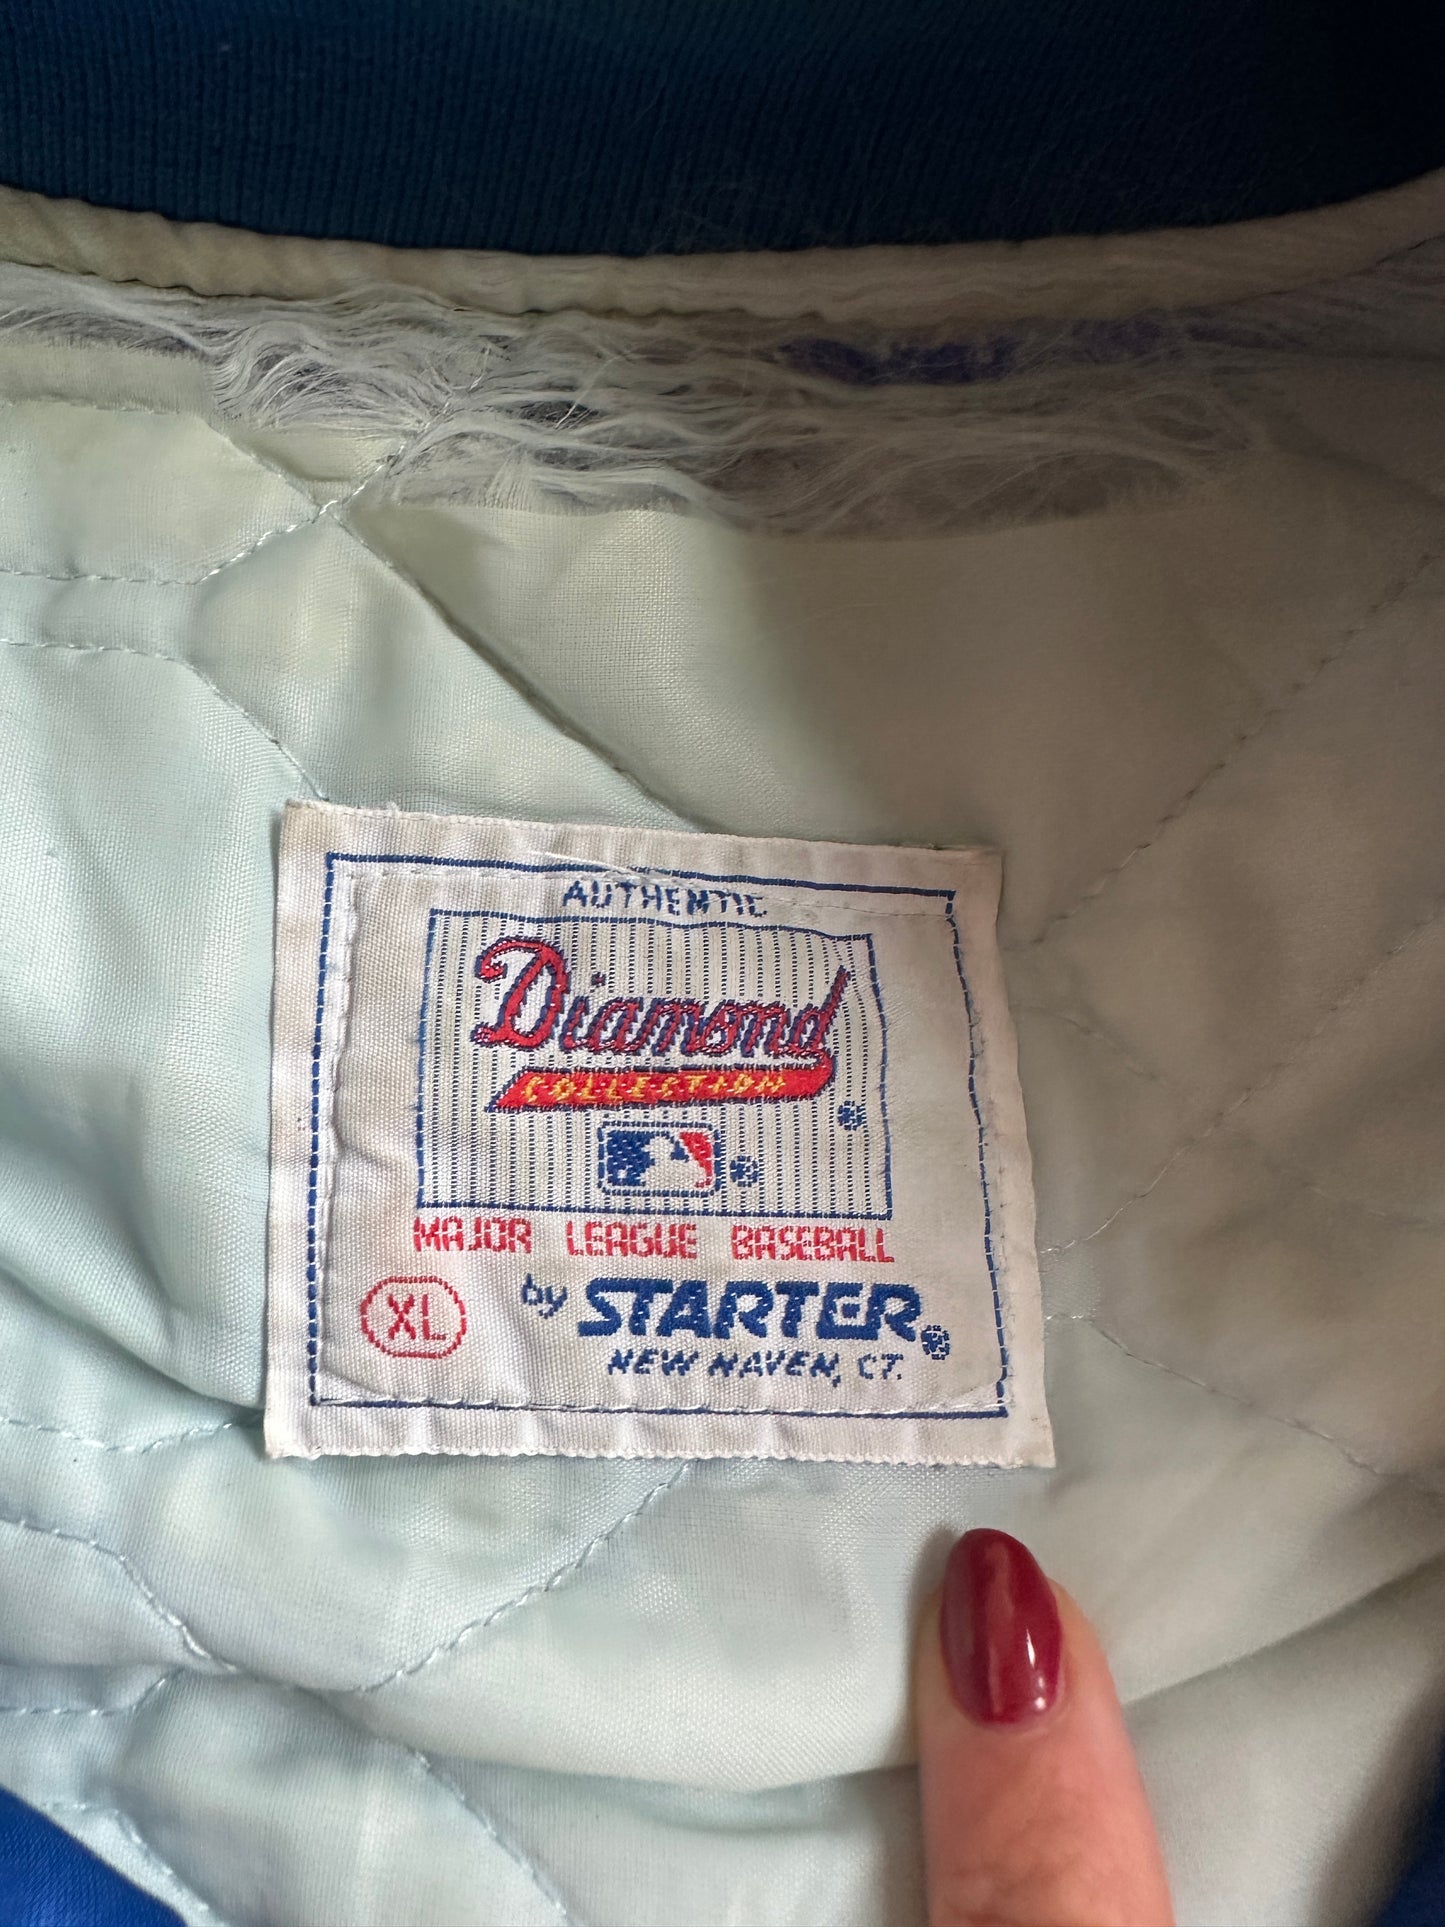 AUTHENTIC
Diamond
COLLECTION
®
®
MAJOR LEAGUE BASEBALL
XL
by STARTER®
NEW HAVEN, CT.